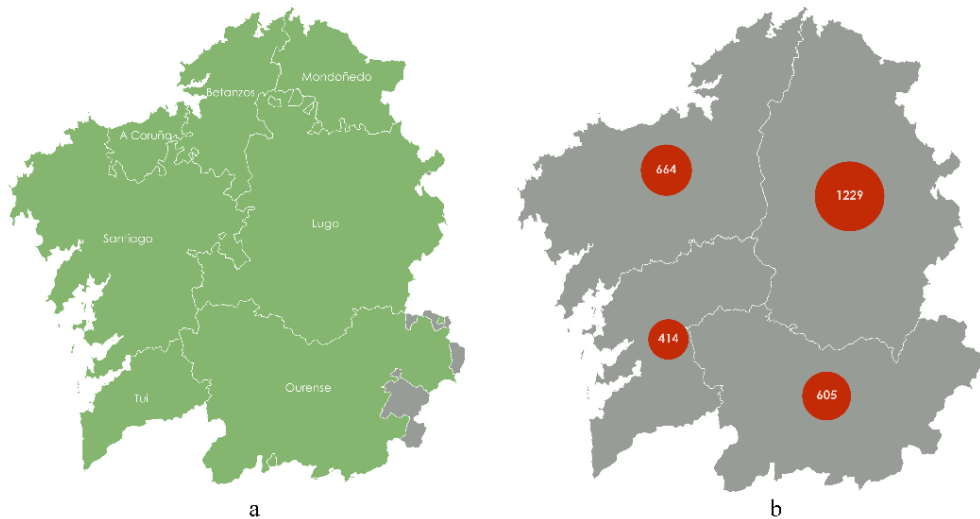 Mondoñedo
Betanzos
A Coruña
Lugo
Santiago
Ourense
Tui
a
664
1229
414
605
b